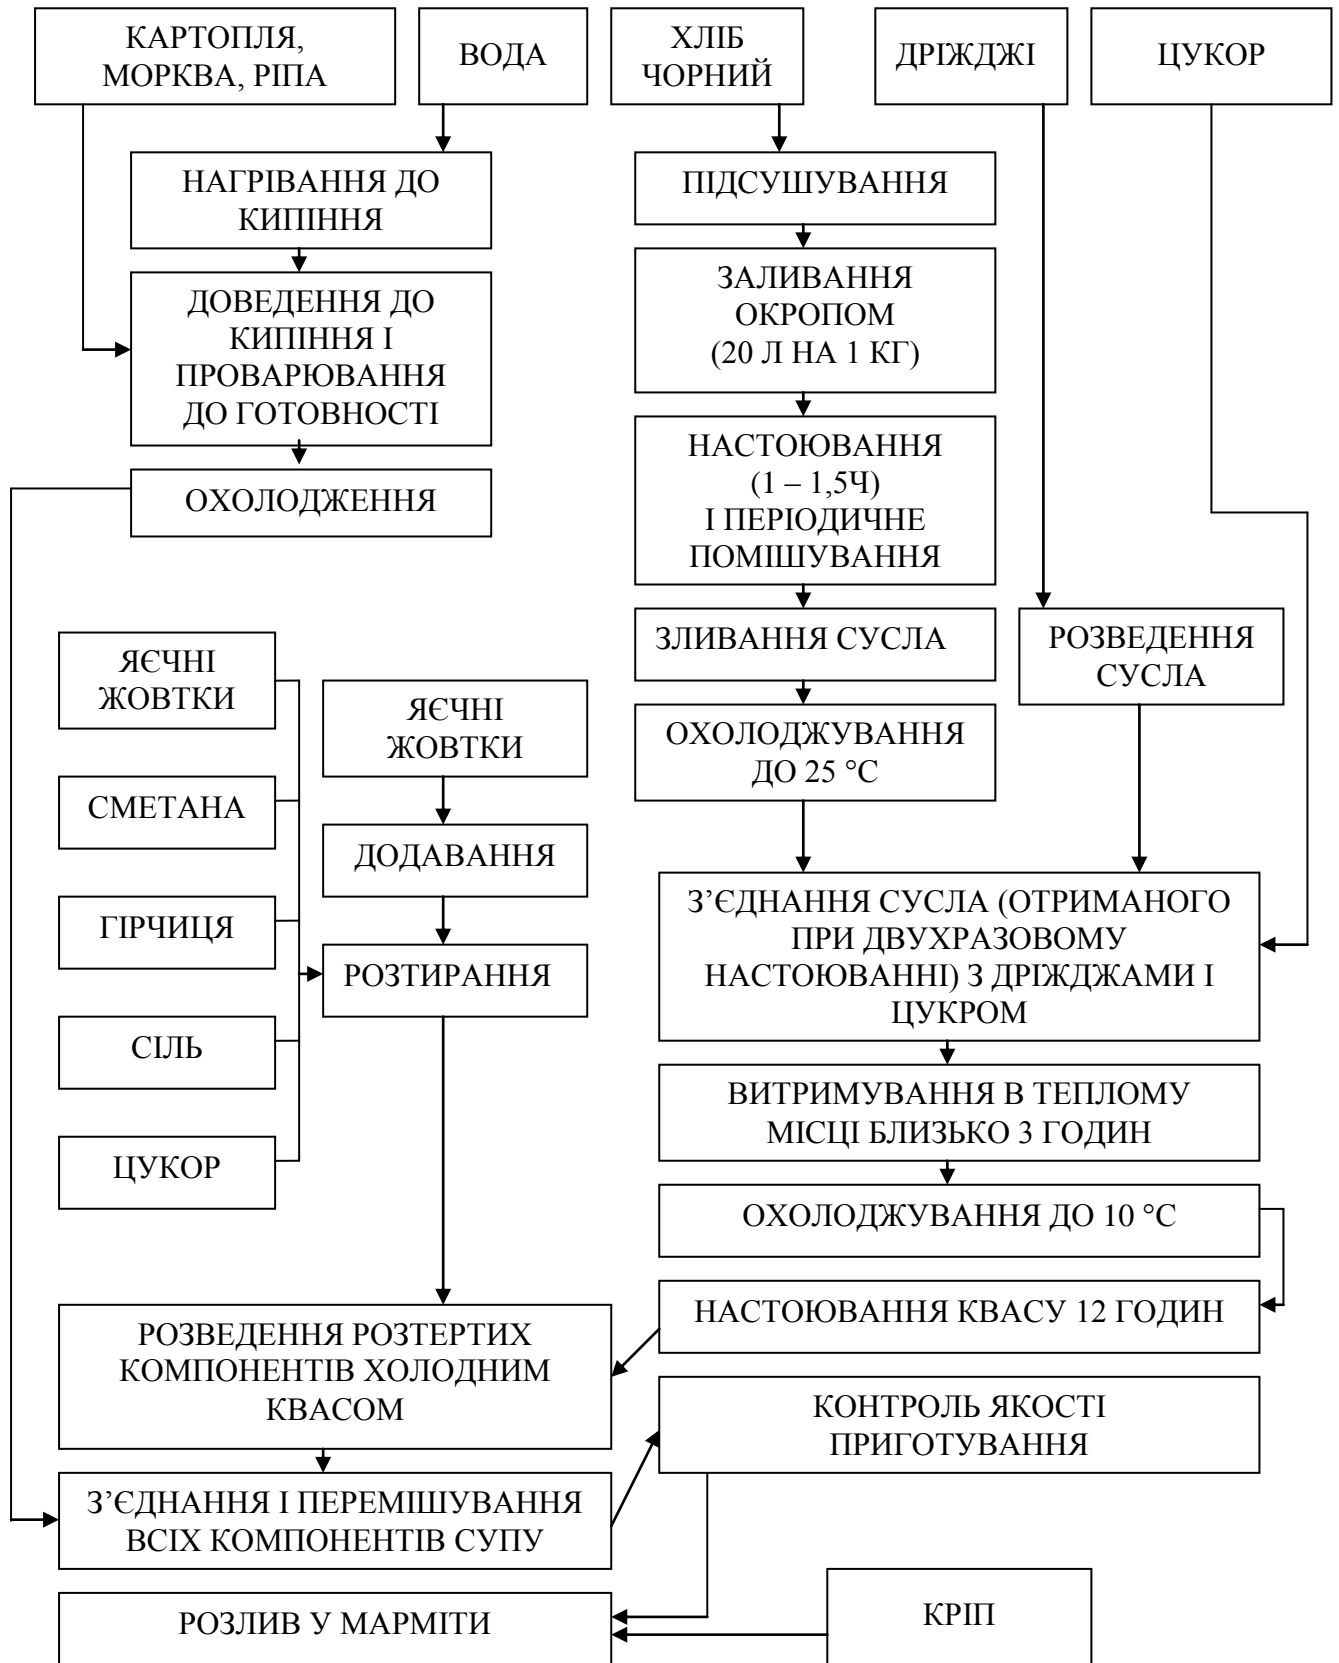 КАРТОПЛЯ,
МОРКВА, РІПА
ВОДА
ХЛІБ
ЧОРНИЙ
ДРІЖДЖІ
ЦУКОР
НАГРІВАННЯ ДО
КИПІННЯ
ПІДСУШУВАННЯ
ДОВЕДЕННЯ ДО
КИПІННЯ І
ПРОВАРЮВАННЯ
ДО ГОТОВНОСТІ
ЗАЛИВАННЯ
ОКРОПОМ
(20 Л НА 1 КГ)
ОХОЛОДЖЕННЯ
НАСТОЮВАННЯ
(1 – 1,5Ч)
І ПЕРІОДИЧНЕ
ПОМІШУВАННЯ
ЗЛИВАННЯ СУСЛА
РОЗВЕДЕННЯ
СУСЛА
ЯЄЧНІ
ЖОВТКИ
ЯЄЧНІ
ЖОВТКИ
ОХОЛОДЖУВАННЯ
ДО 25 °С
СМЕТАНА
ДОДАВАННЯ
ГІРЧИЦЯ
РОЗТИРАННЯ
З’ЄДНАННЯ СУСЛА (ОТРИМАНОГО
ПРИ ДВУХРАЗОВОМУ
НАСТОЮВАННІ) З ДРІЖДЖАМИ І
ЦУКРОМ
СІЛЬ
ВИТРИМУВАННЯ В ТЕПЛОМУ
МІСЦІ БЛИЗЬКО 3 ГОДИН
ЦУКОР
ОХОЛОДЖУВАННЯ ДО 10 °С
НАСТОЮВАННЯ КВАСУ 12 ГОДИН
РОЗВЕДЕННЯ РОЗТЕРТИХ
КОМПОНЕНТІВ ХОЛОДНИМ
КВАСОМ
КОНТРОЛЬ ЯКОСТІ
ПРИГОТУВАННЯ
З’ЄДНАННЯ І ПЕРЕМІШУВАННЯ
ВСІХ КОМПОНЕНТІВ СУПУ
РОЗЛИВ У МАРМІТИ
КРІП